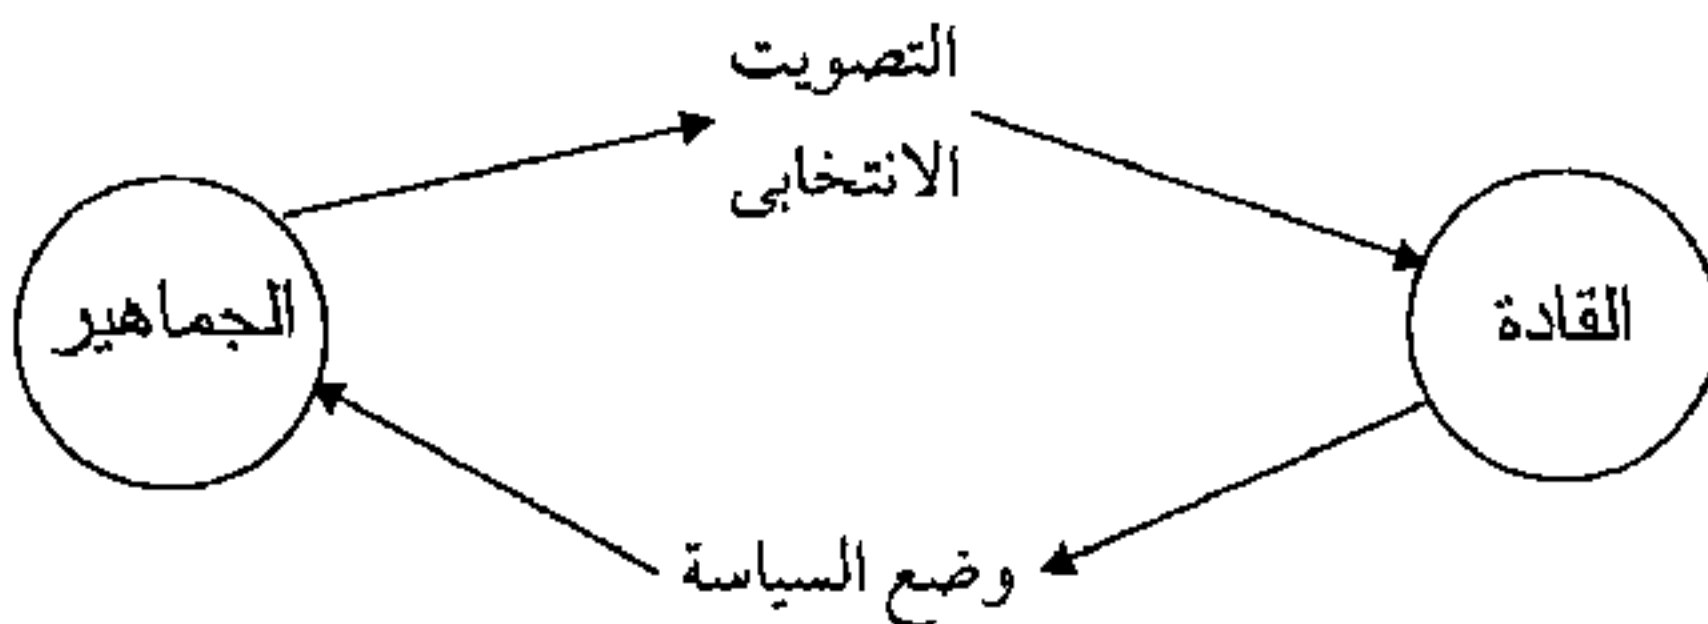 التصويت
الانتخابى
القادة
الجماهير
وضع السياسة